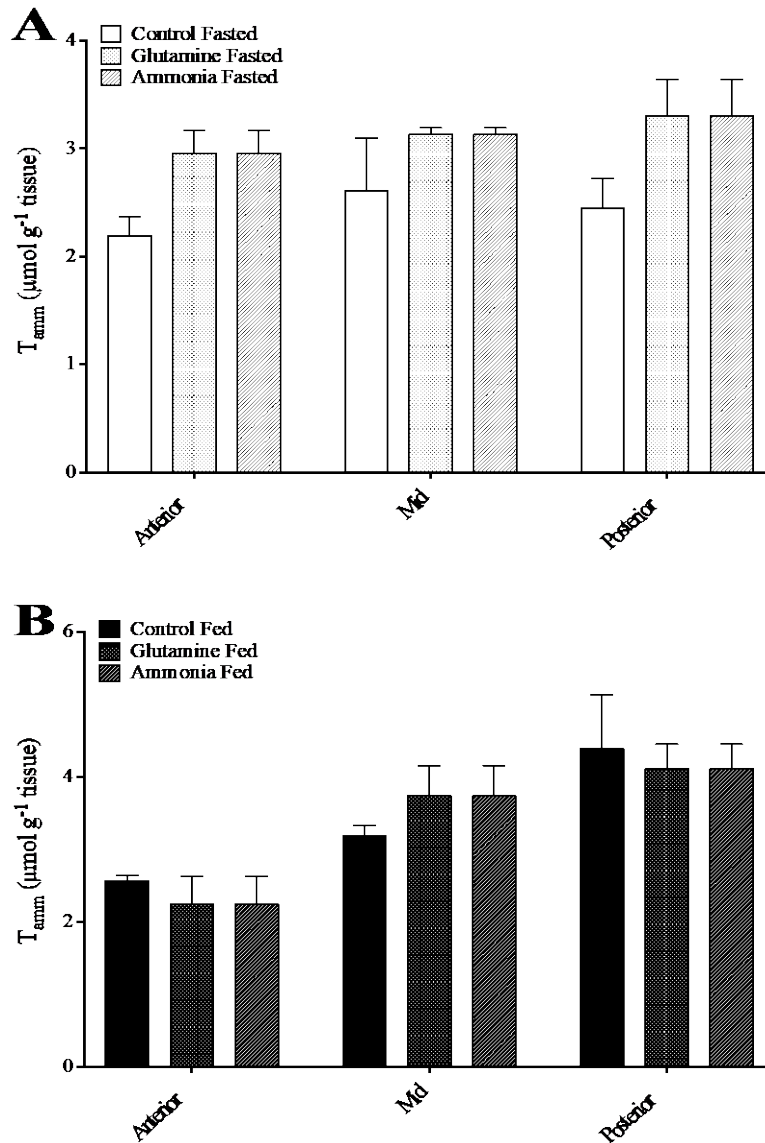 A
Control Fasted
Glutamine Fasted
Ammonia Fasted
4
3
2
1
0
Tamm (μmol g-1 tissue)
Anterior
Mid
Posterior
B
Control Fed
Glutamine Fed
Ammonia Fed
6
4
2
0
Tamm (μmol g-1 tissue)
Anterior
Mid
Posterior